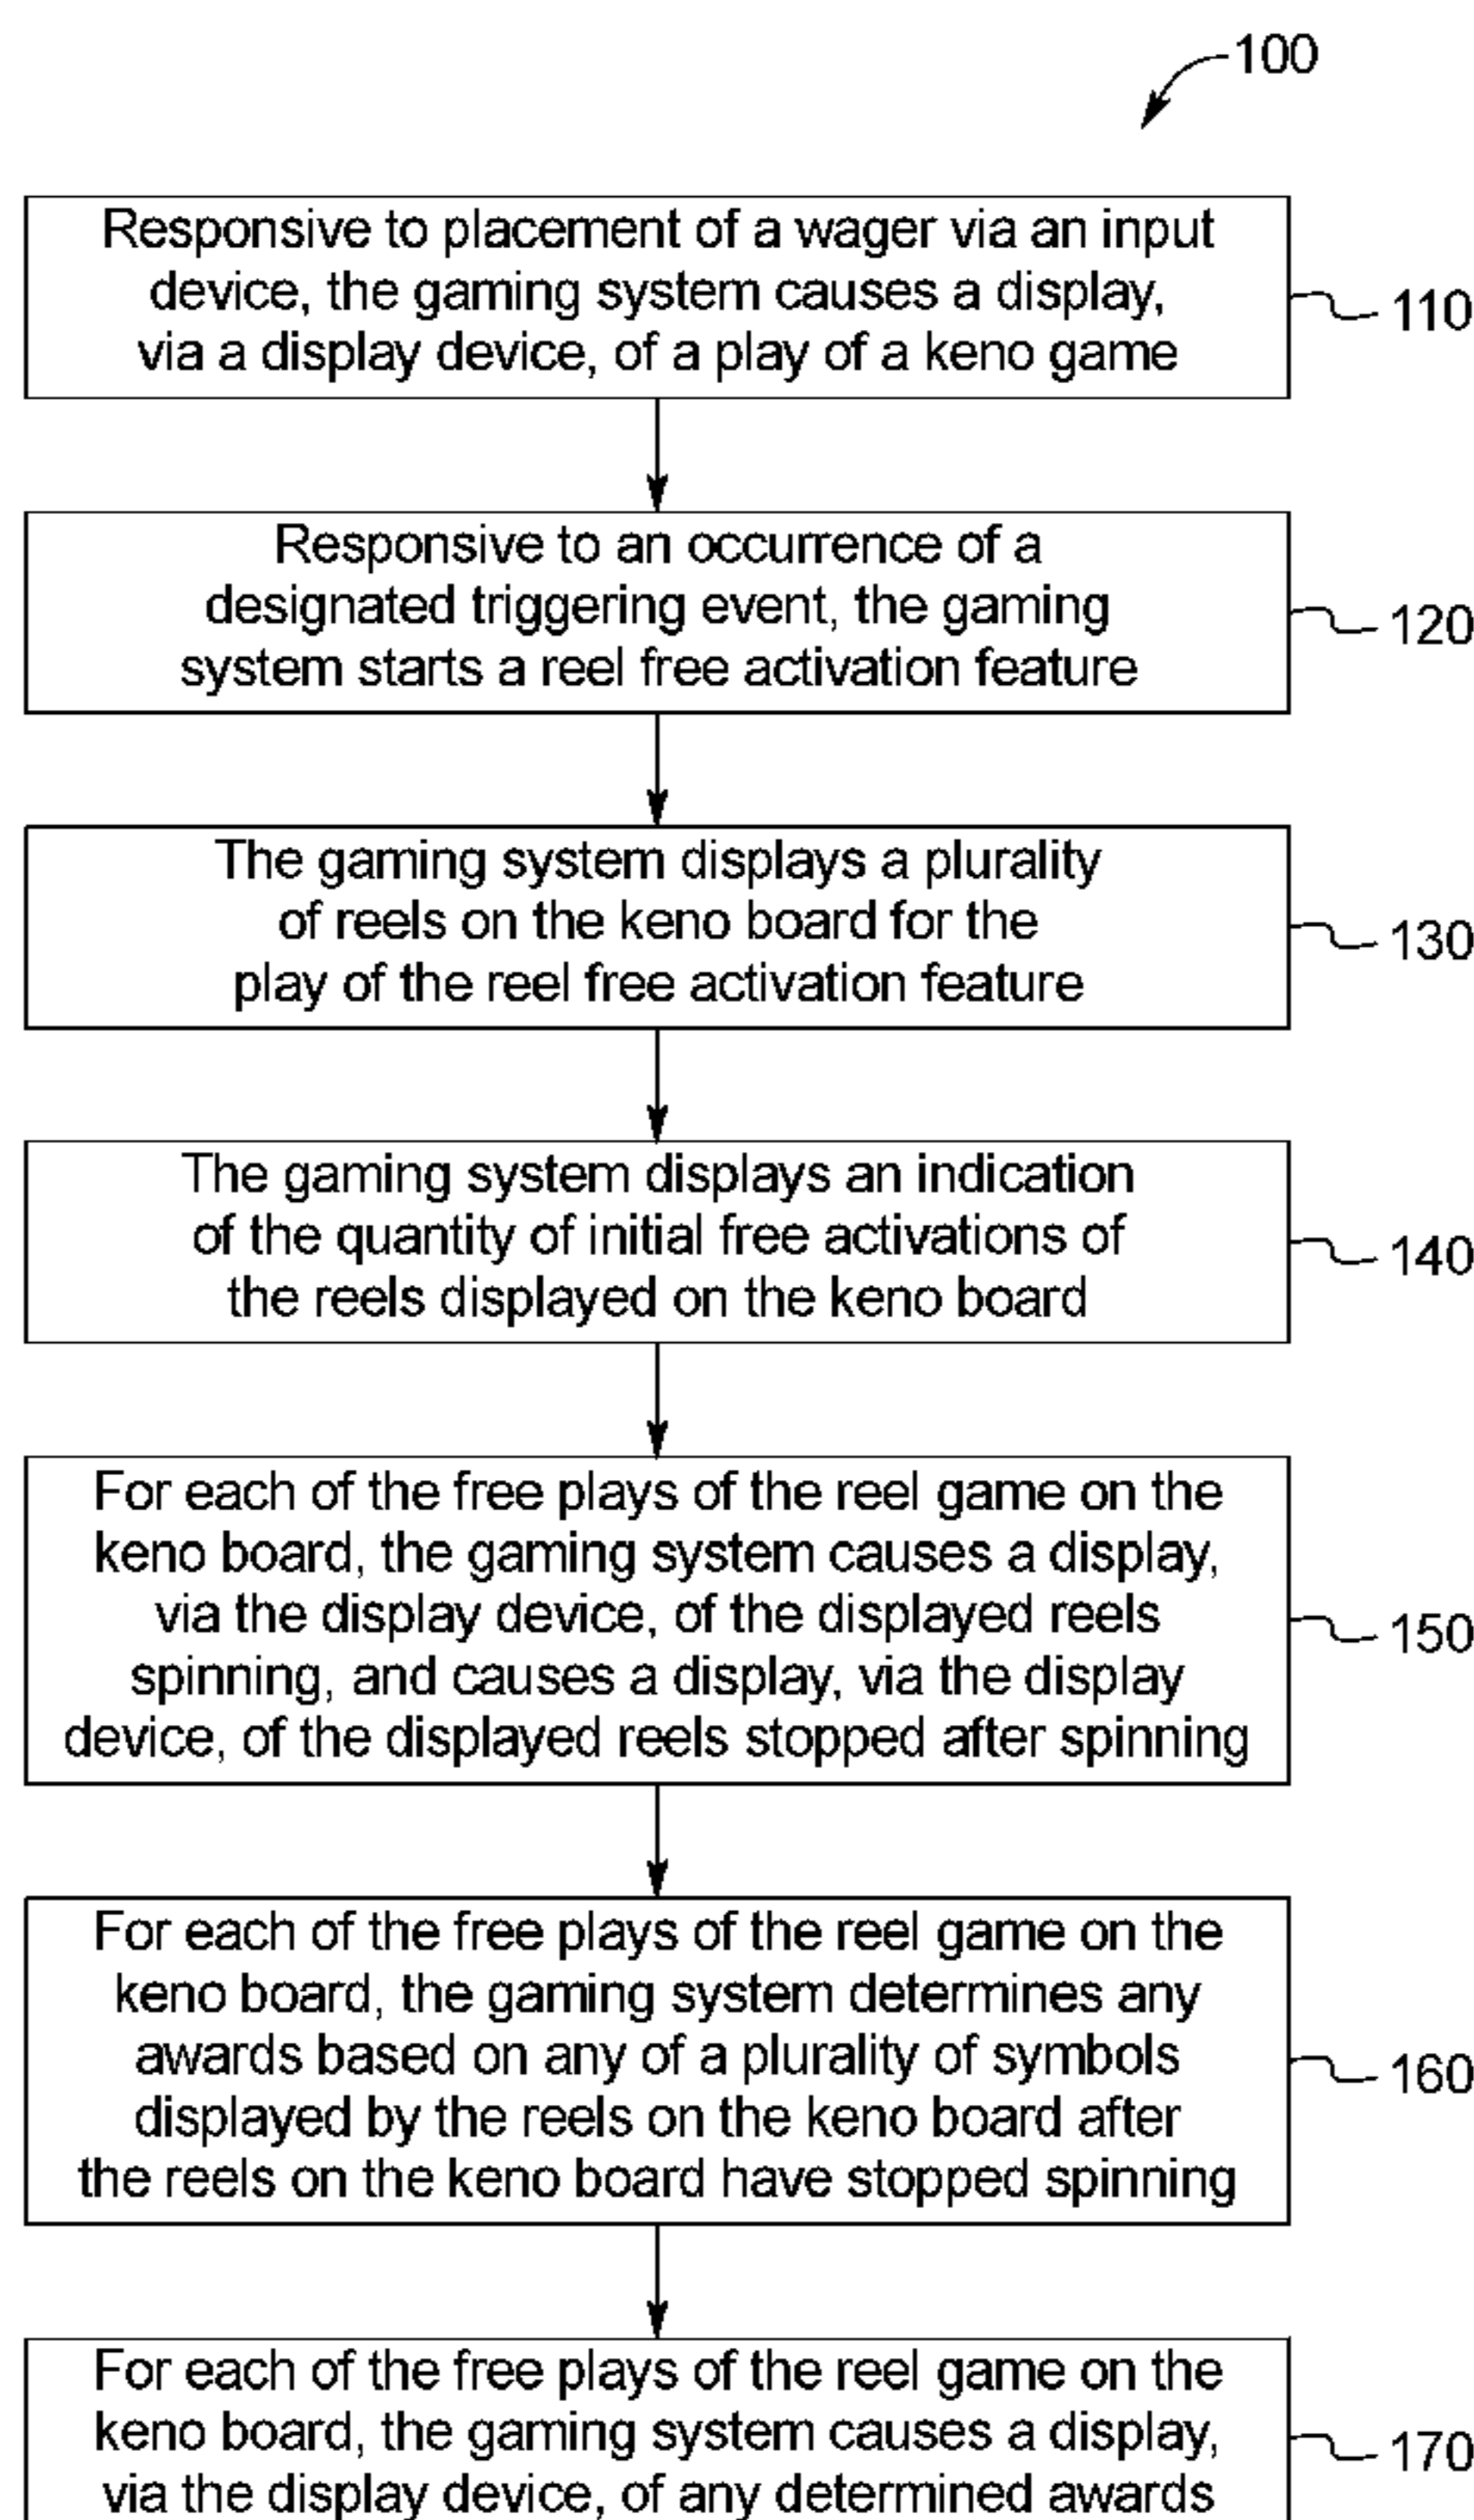 100
Responsive to placement of a wager via an input
device, the gaming system causes a display,
via a display device, of a play of a keno game
110
Responsive to an occurrence of a
designated triggering event, the gaming
system starts a reel free activation feature
120
The gaming system displays a plurality
of reels on the keno board for the
play of the reel free activation feature
130
The gaming system displays an indication
of the quantity of initial free activations of
the reels displayed on the keno board
140
For each of the free plays of the reel game on the
keno board, the gaming system causes a display,
via the display device, of the displayed reels
spinning, and causes a display, via the display
device, of the displayed reels stopped after spinning
150
For each of the free plays of the reel game on the
keno board, the gaming system determines any
awards based on any of a plurality of symbols
displayed by the reels on the keno board after
the reels on the keno board have stopped spinning
160
For each of the free plays of the reel game on the
keno board, the gaming system causes a display,
via the display device, of any determined awards
170